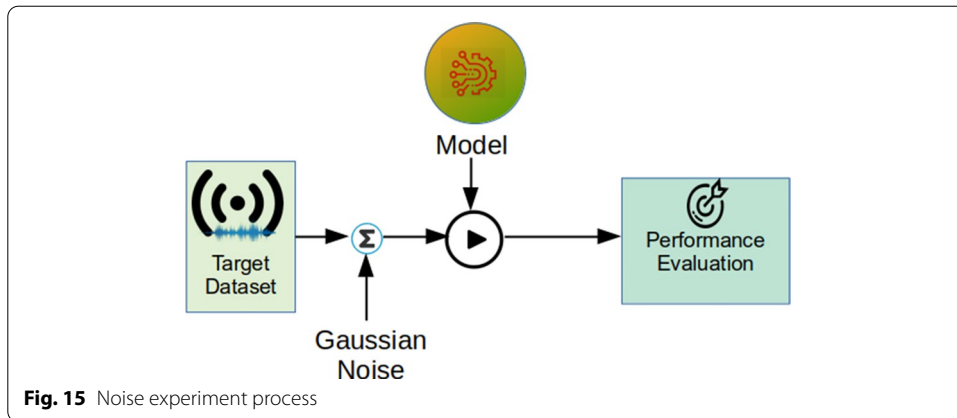 Model
Target
Dataset
Σ
Gaussian
Noise
Performance
Evaluation
Fig. 15 Noise experiment process